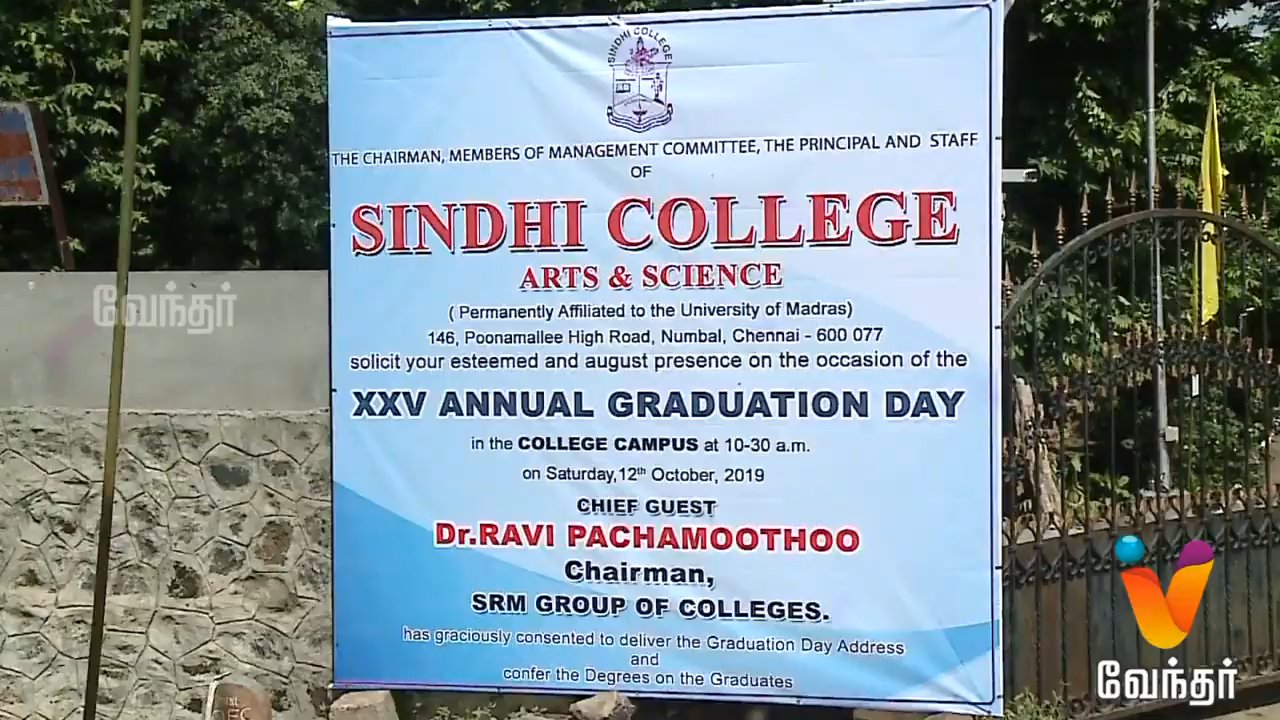 SINDHI COLLEGE
THE CHAIRMAN, MEMBERS OF MANAGEMENT COMMITTEE, THE PRINCIPAL AND STAFF
OF
SINDHI COLLEGE
ARTS & SCIENCE
( Permanently Affiliated to the University of Madras)
146, Poonamallee High Road, Numbal, Chennai - 600 077
solicit your esteemed and august presence on the occasion of the
XXV ANNUAL GRADUATION DAY
in the COLLEGE CAMPUS at 10-30 a.m.
on Saturday,12th October, 2019
CHIEF GUEST
Dr.RAVI PACHAMOOTHOO
Chairman,
SRM GROUP OF COLLEGES.
has graciously consented to deliver the Graduation Day Address
and
confer the Degrees on the Graduates
வேந்தர்
வேந்தர்